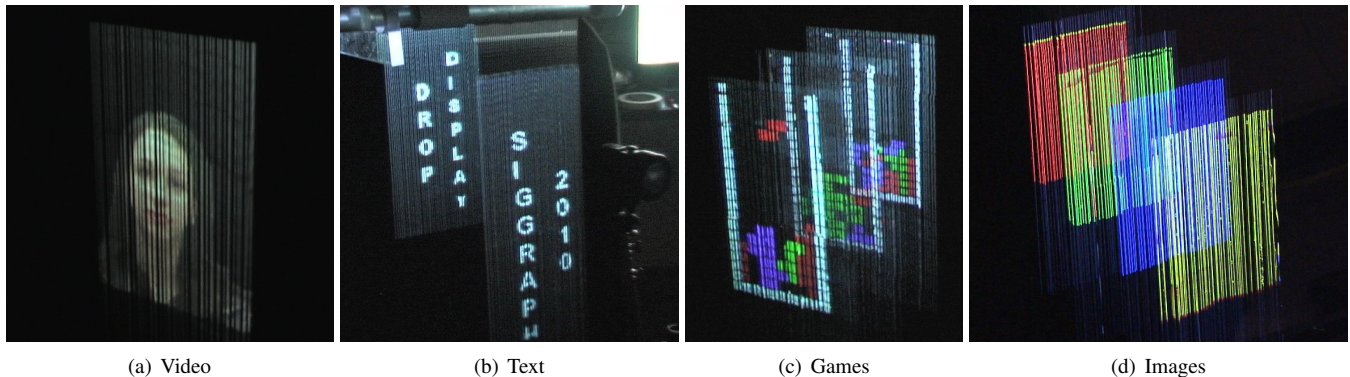 DROP
DISPLAY
SIGGRAPH
2010
(a) Video
(b) Text
(c) Games
(d) Images